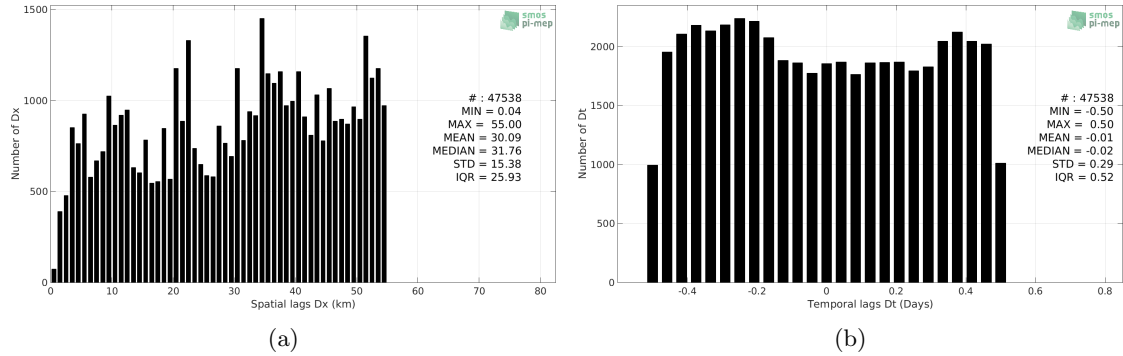 1500
1000
500
0
Number of Dx
0
10
20
30
40
50
60
70
80
Spatial lags Dx (km)
smos
pi-mep
# : 47538
MIN = 0.04
MAX = 55.00
MEAN = 30.09
MEDIAN = 31.76
STD = 15.38
IQR = 25.93
(a)
2000
1500
1000
500
0
Number of Dt
-0.4
-0.2
0
0.2
0.4
0.6
0.8
Temporal lags Dt (Days)
smos
pi-mep
# : 47538
MIN = -0.50
MAX = 0.50
MEAN = -0.01
MEDIAN = -0.02
STD = 0.29
IQR = 0.52
(b)